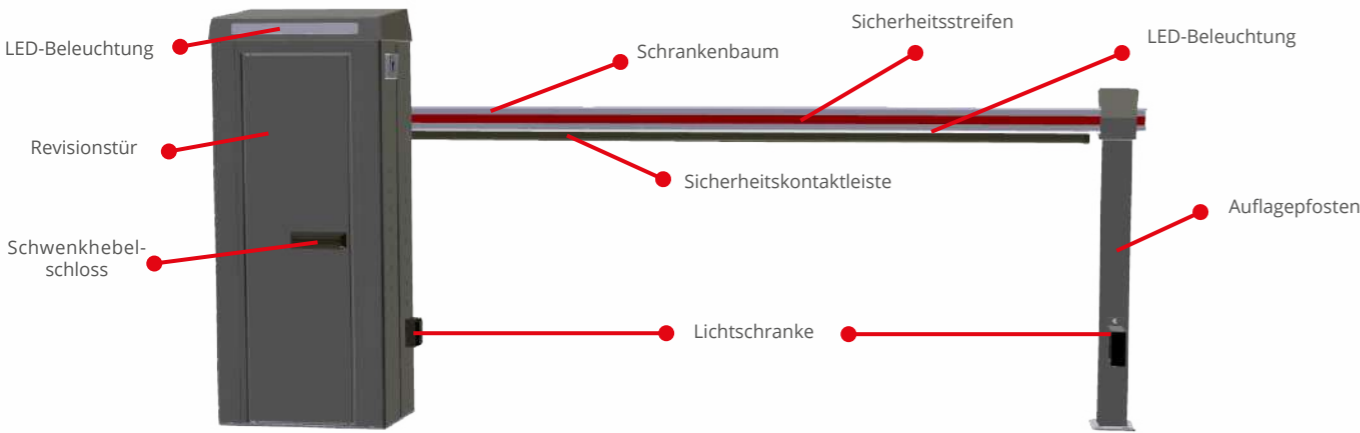 Sicherheitsstreifen
LED-Beleuchtung
LED-Beleuchtung
Schrankenbaum
Revisionstür
Sicherheitskontaktleiste
Auflagepfosten
Schwenkhebel-
schloss
Lichtschranke